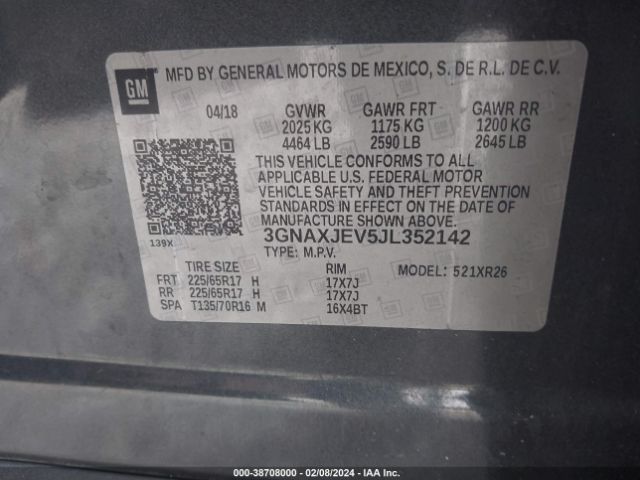 GM
MFD BY GENERAL MOTORS DE MEXICO, S. DE R.L. DE C.V.
04/18 GVWR GAWR FRT GAWR RR
2025 KG 1175 KG 1200 KG
4464 LB 2590 LB 2645 LB
THIS VEHICLE CONFORMS TO ALL
APPLICABLE U.S. FEDERAL MOTOR
VEHICLE SAFETY AND THEFT PREVENTION
STANDARDS IN EFFECT ON THE DATE OF
MANUFACTURE SHOWN ABOVE.
139X 3GNAXJEV5JL352142
TYPE: M.P.V.
TIRE SIZE RIM MODEL: 521XR26
FRT 225/65R17 H 17X7J
RR 225/65R17 H 17X7J
SPA T135/70R16 M 16X4BT
000-38708000 - 02/08/2024 - IAA Inc.